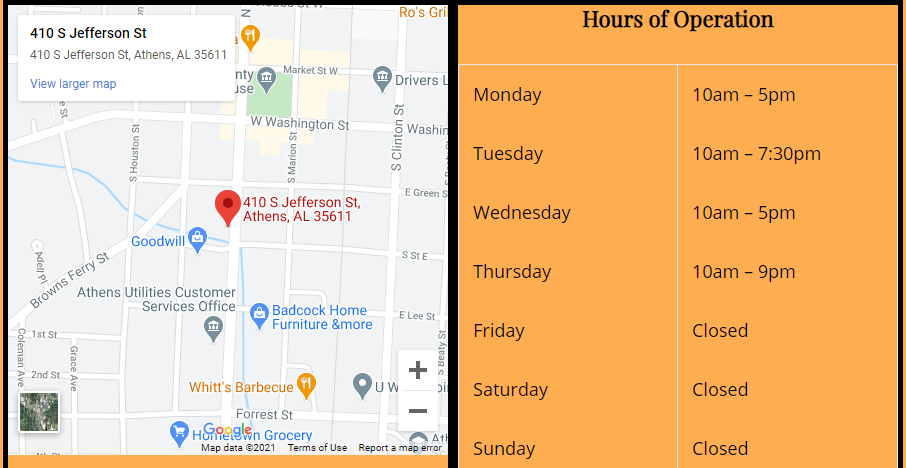 410 S Jefferson St
410 S Jefferson St, Athens, AL 35611
View larger map
Ro's Gri
Market St W
Drivers L
W Washington St
Washin
S Houston St
S Marion St
S Clinton St
E Green S
410 S Jefferson St,
Athens, AL 35611
Goodwill
S St E
Browns Ferry St
Athens Utilities Customer
Services Office
Badcock Home
Furniture &more
E Lee St
1st St
Coleman Ave
Grace Ave
S Beaty St
2nd St
Whitt's Barbecue
U W
Forrest St
Google
Hometown Grocery
Map data ©2021 Terms of Use Report a map error
Hours of Operation
Monday 10am – 5pm
Tuesday 10am – 7:30pm
Wednesday 10am – 5pm
Thursday 10am – 9pm
Friday Closed
Saturday Closed
Sunday Closed